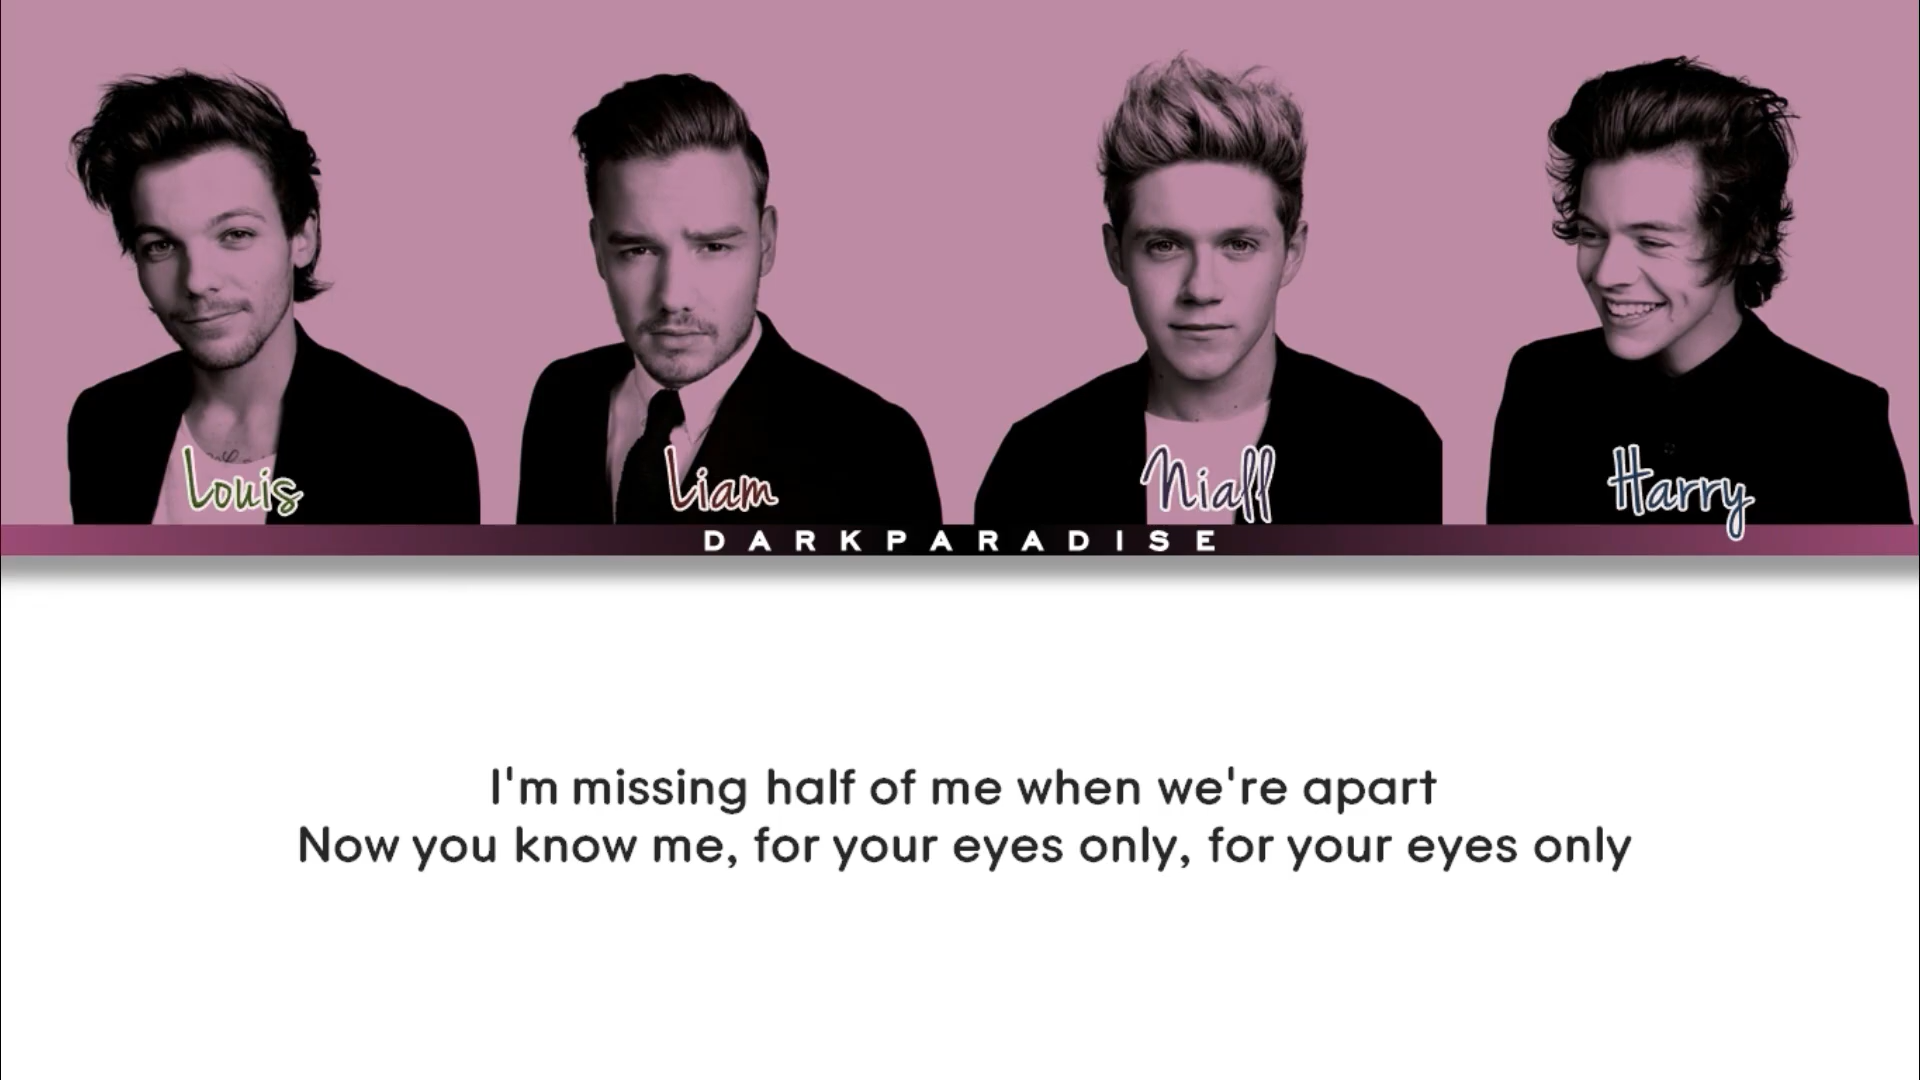 Louis
Liam
Niall
Harry
DARKPARADISE
I'm missing half of me when we're apart
Now you know me, for your eyes only, for your eyes only